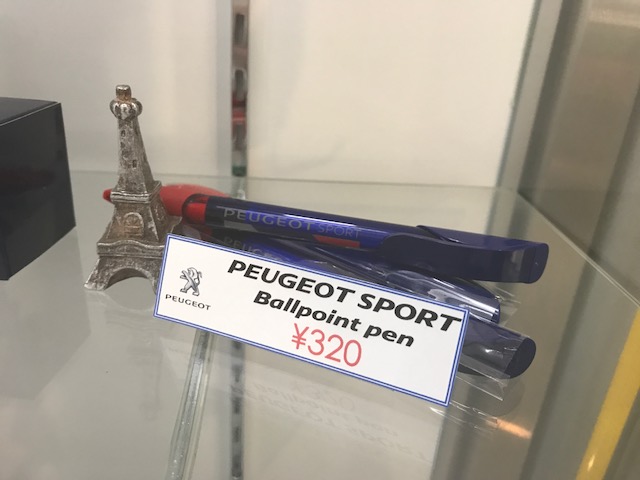 PEUGEOT SPORT
PEUGEOT
PEUGEOT SPORT
Ballpoint pen
¥320